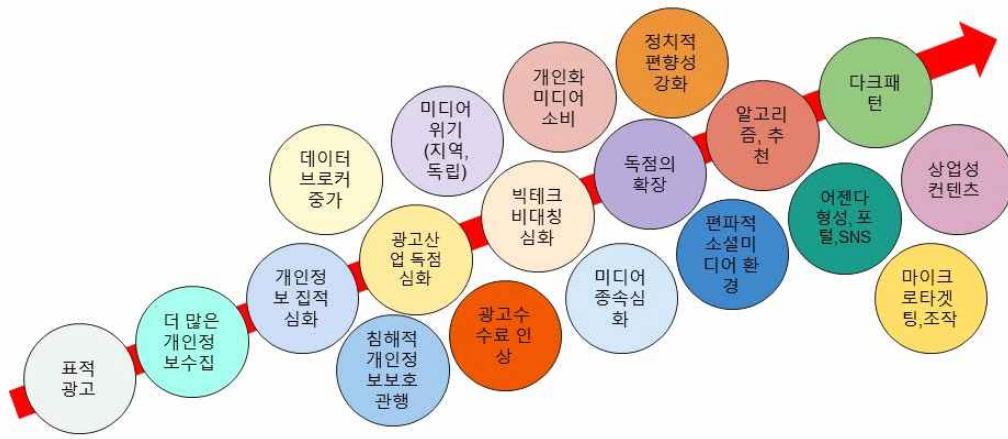 표적
광고
더 많은
개인정
보수집
개인정
보 집적
심화
데이터
브로커
중가
침해적
개인정
보보호
관행
광고산
업 독점
심화
미디어
위기
(지역,
독립)
광고수
수료 인
상
빅테크
비대칭
심화
개인화
미디어
소비
미디어
종속심
화
독점의
확장
정치적
편향성
강화
편파적
소셜미
디어 환
경
알고리
즘, 추
천
어젠다
형성, 포
털,SNS
다크패
턴
상업성
컨텐츠
마이크
로타겟
팅,조작